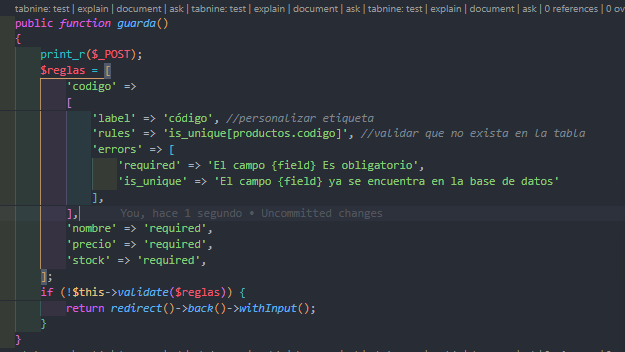 tabnine: test | explain | document | ask | tabnine: test | explain | document | ask | tabnine: test | explain | document | ask | 0 references | 0 ov
public function guarda()
{
print_r($_POST);
$reglas = [
'codigo' =>
[
'label' => 'código', //personalizar etiqueta
'rules' => 'is_unique[productos.codigo]', //validar que no exista en la tabla
'errors' => [
'required' => 'El campo {field} Es obligatorio',
'is_unique' => 'El campo {field} ya se encuentra en la base de datos'
],
], You, hace 1 segundo • Uncommitted changes
'nombre' => 'required',
'precio' => 'required',
'stock' => 'required',
];
if (!$this->validate($reglas)) {
return redirect()->back()->withInput();
}
}